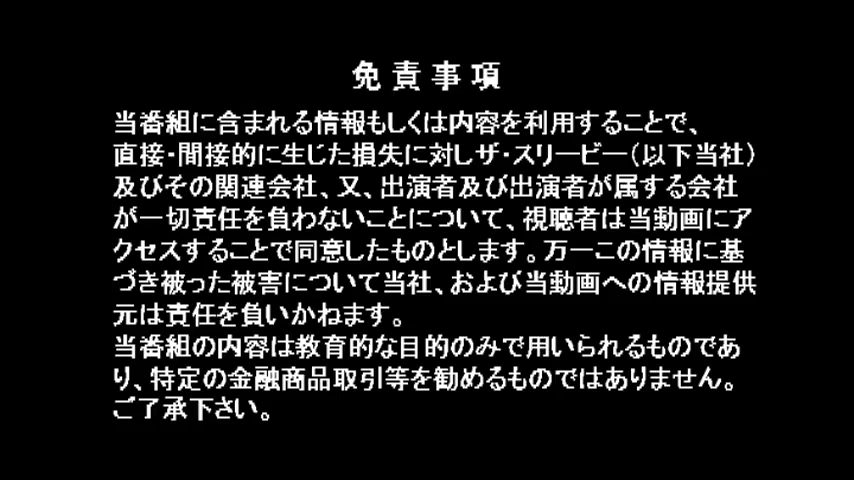 免責事項
当番組に含まれる情報もしくは内容を利用することで、
直接・間接的に生じた損失に対しザ・スリービー(以下当社)
及びその関連会社、又、出演者及び出演者が属する会社
が一切責任を負わないことについて、視聴者は当動画にア
クセスすることで同意したものとします。万一この情報に基
づき被った被害について当社、および当動画への情報提供
元は責任を負いかねます。
当番組の内容は教育的な目的のみで用いられるものであ
り、特定の金融商品取引等を勧めるものではありません。
ご了承下さい。